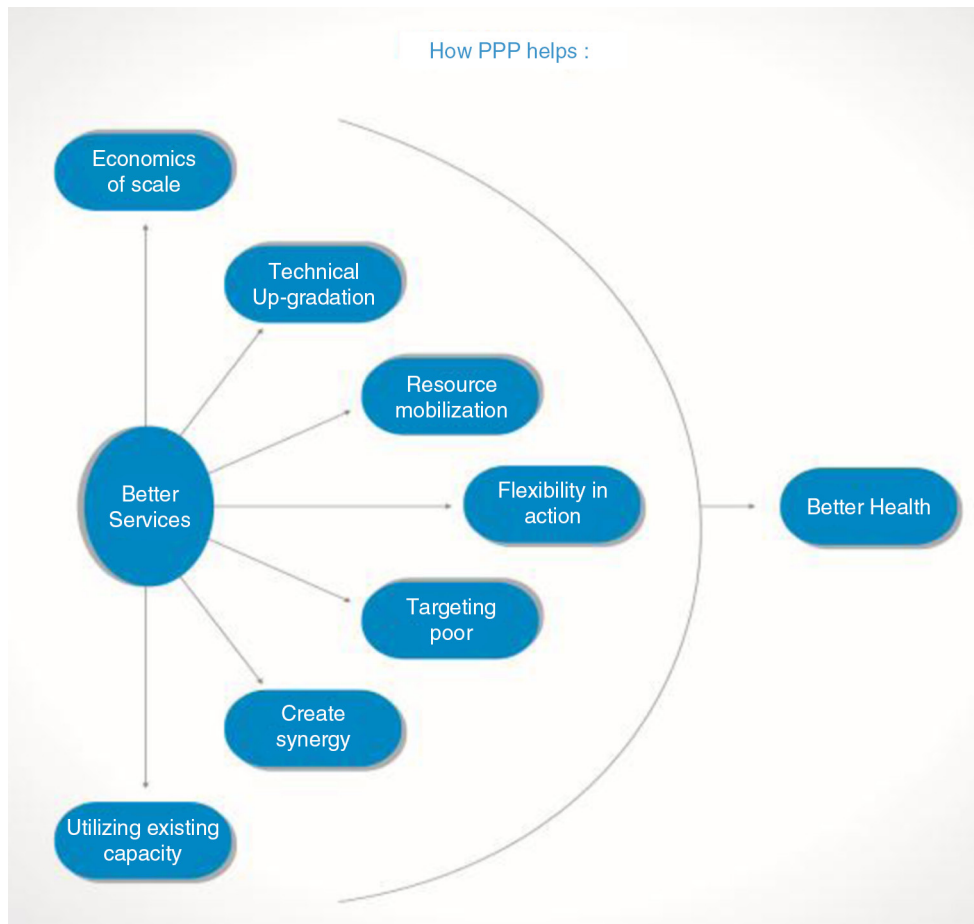 How PPP helps :
Economics
of scale
Technical
Up-gradation
Resource
mobilization
Better
Services
Flexibility in
action
Better Health
Targeting
poor
Create
synergy
Utilizing existing
capacity